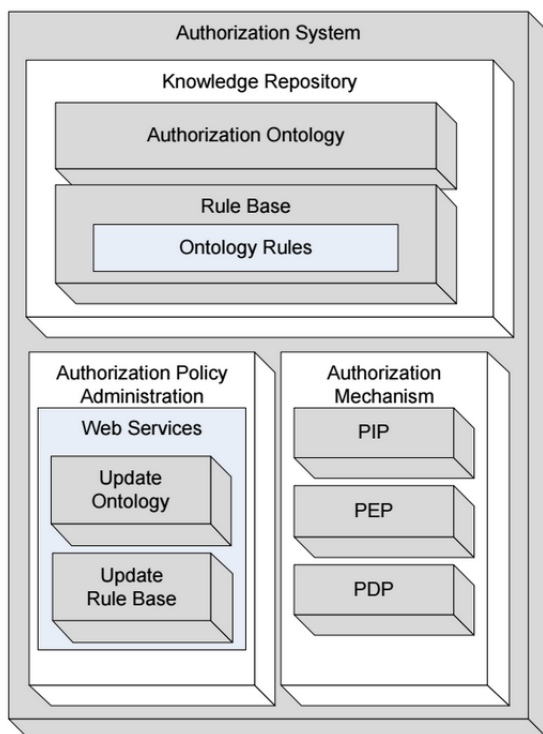 Authorization System
Knowledge Repository
Authorization Ontology
Rule Base
Ontology Rules
Authorization Policy
Administration
Web Services
Update
Ontology
Update
Rule Base
Authorization
Mechanism
PIP
PEP
PDP